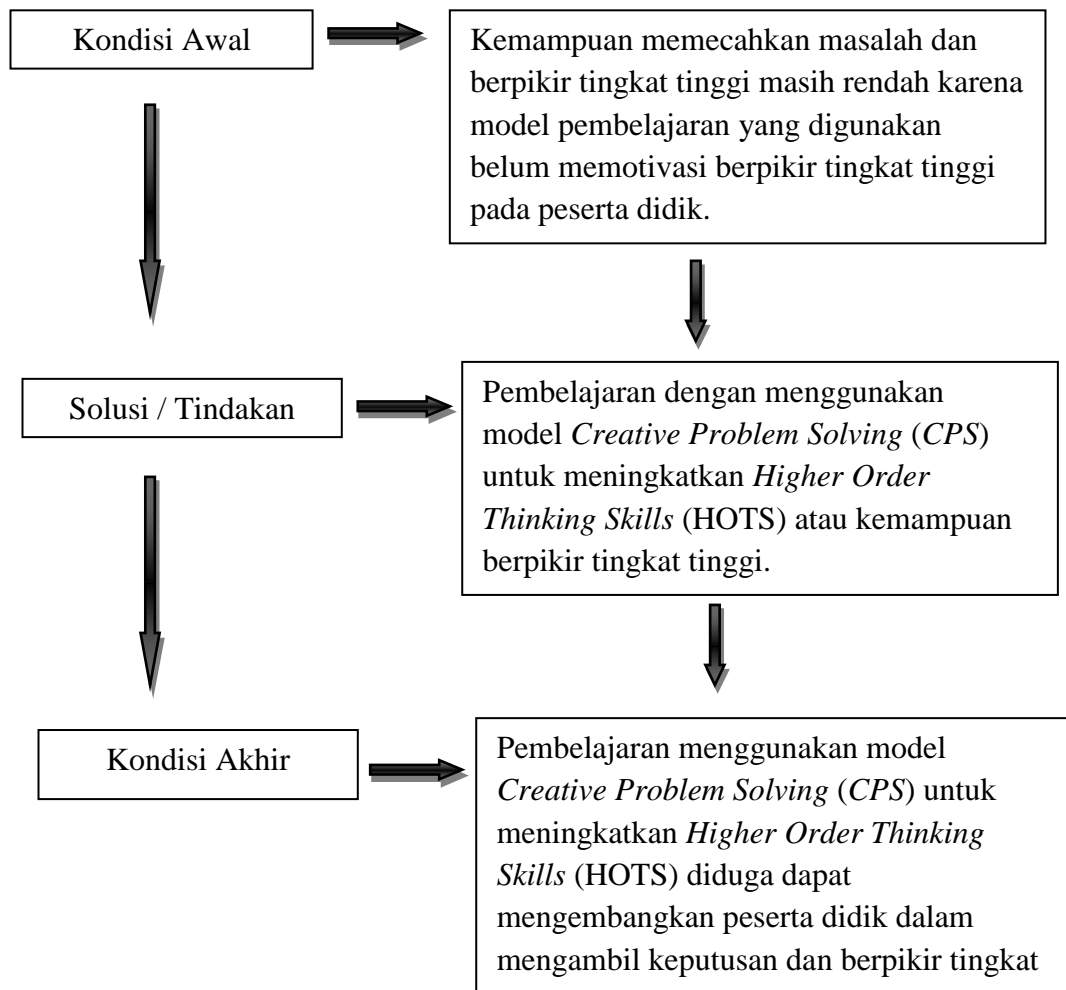 Kondisi Awal
Kemampuan memecahkan masalah dan
berpikir tingkat tinggi masih rendah karena
model pembelajaran yang digunakan
belum memotivasi berpikir tingkat tinggi
pada peserta didik.
Solusi / Tindakan
Pembelajaran dengan menggunakan
model Creative Problem Solving (CPS)
untuk meningkatkan Higher Order
Thinking Skills (HOTS) atau kemampuan
berpikir tingkat tinggi.
Kondisi Akhir
Pembelajaran menggunakan model
Creative Problem Solving (CPS) untuk
meningkatkan Higher Order Thinking
Skills (HOTS) diduga dapat
mengembangkan peserta didik dalam
mengambil keputusan dan berpikir tingkat